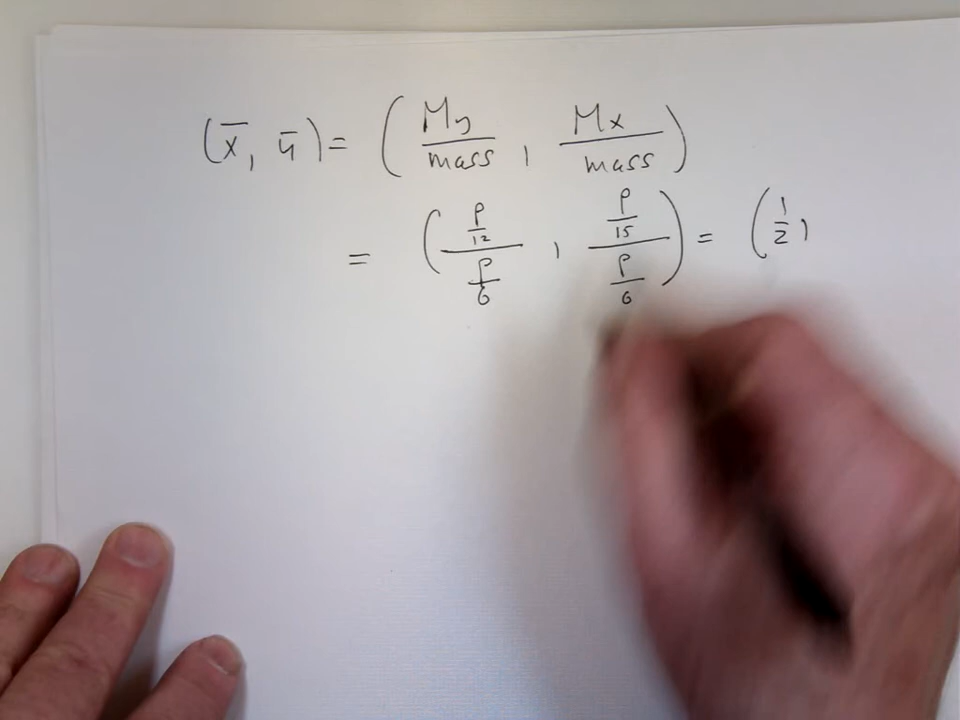 (x̄, ȳ) = (My/mass, Mx/mass)
= ((ρ/12)/(ρ/6), (ρ/15)/(ρ/6)) = (1/2,